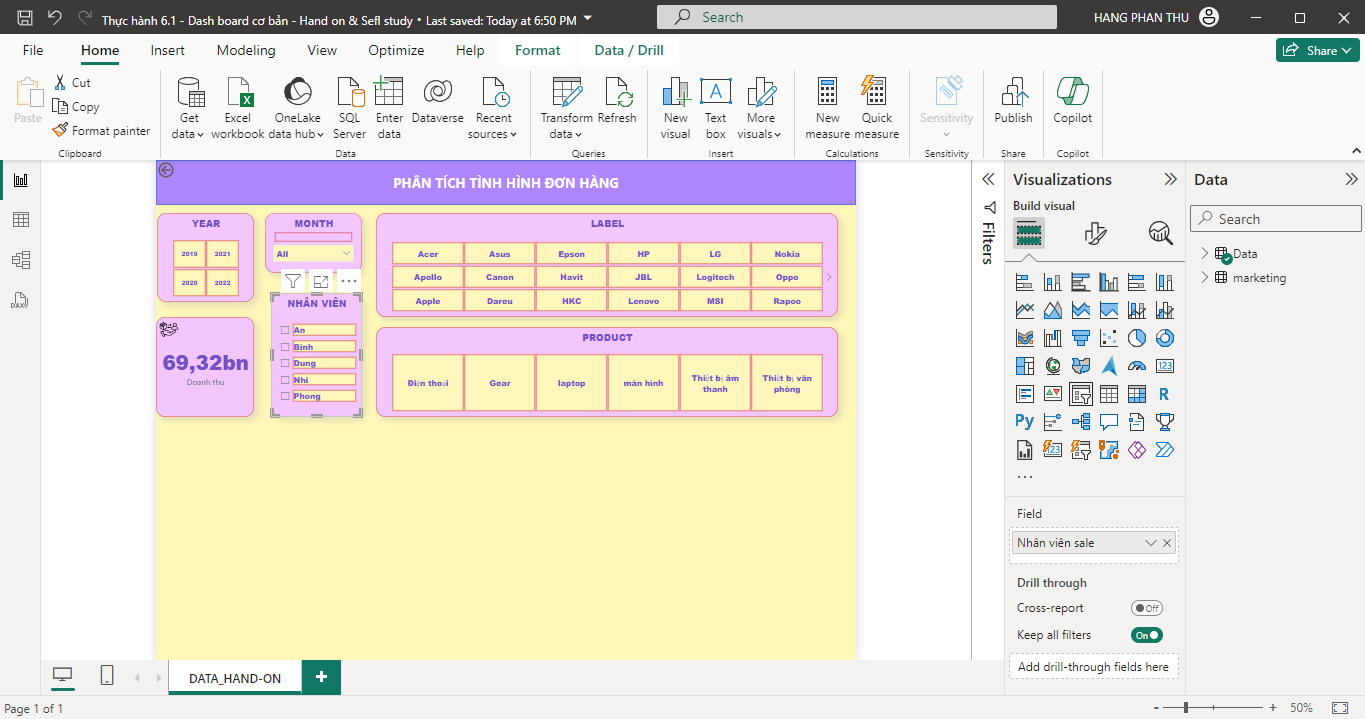 Thực hành 6.1 - Dash board cơ bản - Hand on & Sefl study • Last saved: Today at 6:50 PM
Search
HANG PHAN THU
File Home Insert Modeling View Optimize Help Format Data / Drill
Share
Paste
Cut
Copy
Format painter
Get data
Excel workbook
OneLake data hub
SQL Server
Enter data
Dataverse
Recent sources
Transform data
Refresh
New visual
Text box
More visuals
New measure
Quick measure
Sensitivity
Publish
Copilot
Clipboard Data Queries Insert Calculations Sensitivity Share Copilot
PHÂN TÍCH TÌNH HÌNH ĐƠN HÀNG
YEAR
2019 2021
2020 2022
MONTH
All
LABEL
Acer Asus Epson HP LG Nokia
Apollo Canon Havit JBL Logitech Oppo
Apple Dareu HKC Lenovo MSI Rapoo
69,32bn
Doanh thu
NHÂN VIÊN
An
Bình
Dung
Nhi
Phong
PRODUCT
Điện thoại Gear laptop màn hình Thiết bị âm thanh Thiết bị văn phòng
Filters
Visualizations
Build visual
123
R
Py
123
Field
Nhân viên sale
Drill through
Cross-report Off
Keep all filters On
Add drill-through fields here
Data
Search
Data
marketing
DAX
DATA_HAND-ON
+
Page 1 of 1
- + 50%